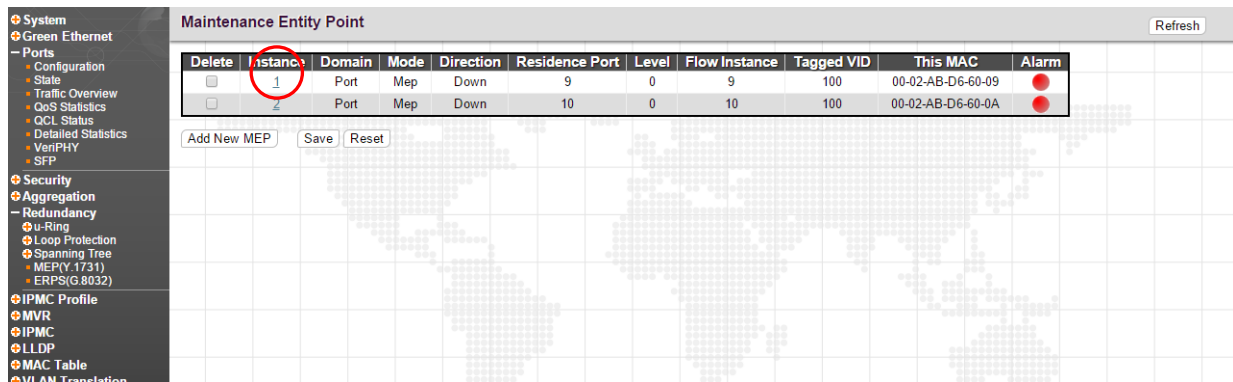 System
Green Ethernet
Ports
Configuration
State
Traffic Overview
QoS Statistics
QCL Status
Detailed Statistics
VeriPHY
SFP
Security
Aggregation
Redundancy
u-Ring
Loop Protection
Spanning Tree
MEP(Y.1731)
ERPS(G.8032)
IPMC Profile
MVR
IPMC
LLDP
MAC Table
VLAN Translation
Maintenance Entity Point
Refresh
Delete Instance Domain Mode Direction Residence Port Level Flow Instance Tagged VID This MAC Alarm
1 Port Mep Down 9 0 9 100 00-02-AB-D6-60-09
2 Port Mep Down 10 0 10 100 00-02-AB-D6-60-0A
Add New MEP Save Reset